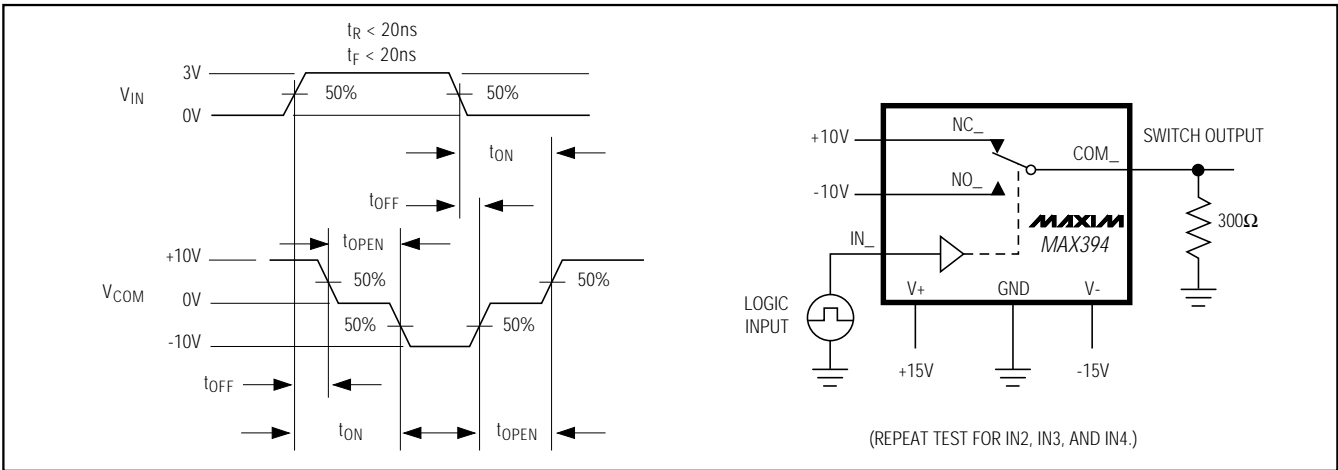 tR < 20ns
tF < 20ns
3V
VIN
50%
50%
0V
tON
tOFF
tOPEN
+10V
50%
50%
VCOM
0V
50%
50%
-10V
tOFF
tON
tOPEN
+10V
NC_
SWITCH OUTPUT
COM_
-10V
NO_
MAXIM
MAX394
300Ω
IN_
V+
GND
V-
LOGIC
INPUT
+15V
-15V
(REPEAT TEST FOR IN2, IN3, AND IN4.)